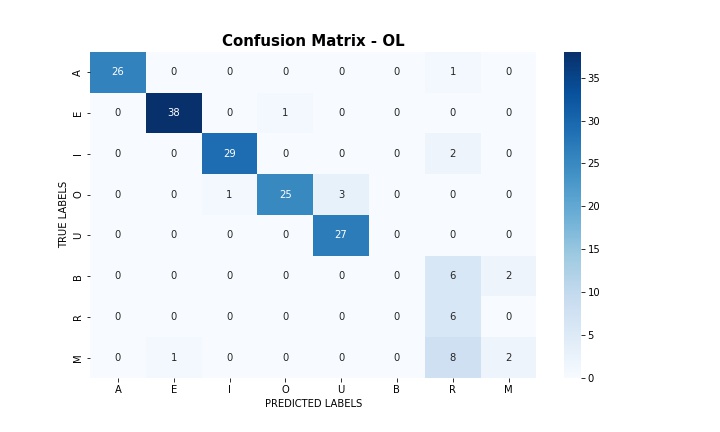 Confusion Matrix - OL
A 26 0 0 0 0 0 1 0
E 0 38 0 1 0 0 0 0
I 0 0 29 0 0 0 2 0
O 0 0 1 25 3 0 0 0
U 0 0 0 0 27 0 0 0
B 0 0 0 0 0 0 6 2
R 0 0 0 0 0 0 6 0
M 0 1 0 0 0 0 8 2
A E I O U B R M
TRUE LABELS
PREDICTED LABELS
35
30
25
20
15
10
5
0